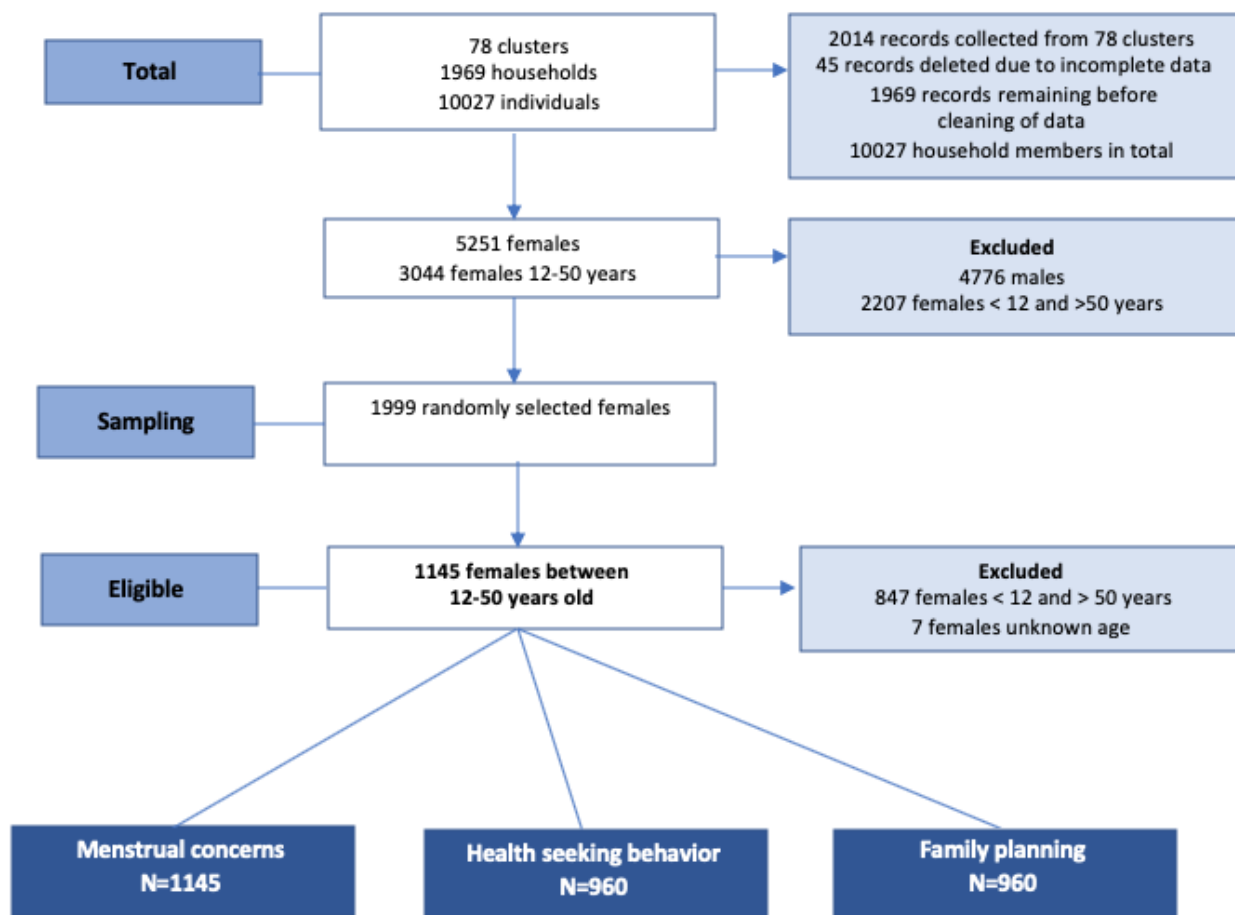 Total
78 clusters
1969 households
10027 individuals
2014 records collected from 78 clusters
45 records deleted due to incomplete data
1969 records remaining before
cleaning of data
10027 household members in total
5251 females
3044 females 12-50 years
Excluded
4776 males
2207 females < 12 and >50 years
Sampling
1999 randomly selected females
Eligible
1145 females between
12-50 years old
Excluded
847 females < 12 and > 50 years
7 females unknown age
Menstrual concerns
N=1145
Health seeking behavior
N=960
Family planning
N=960